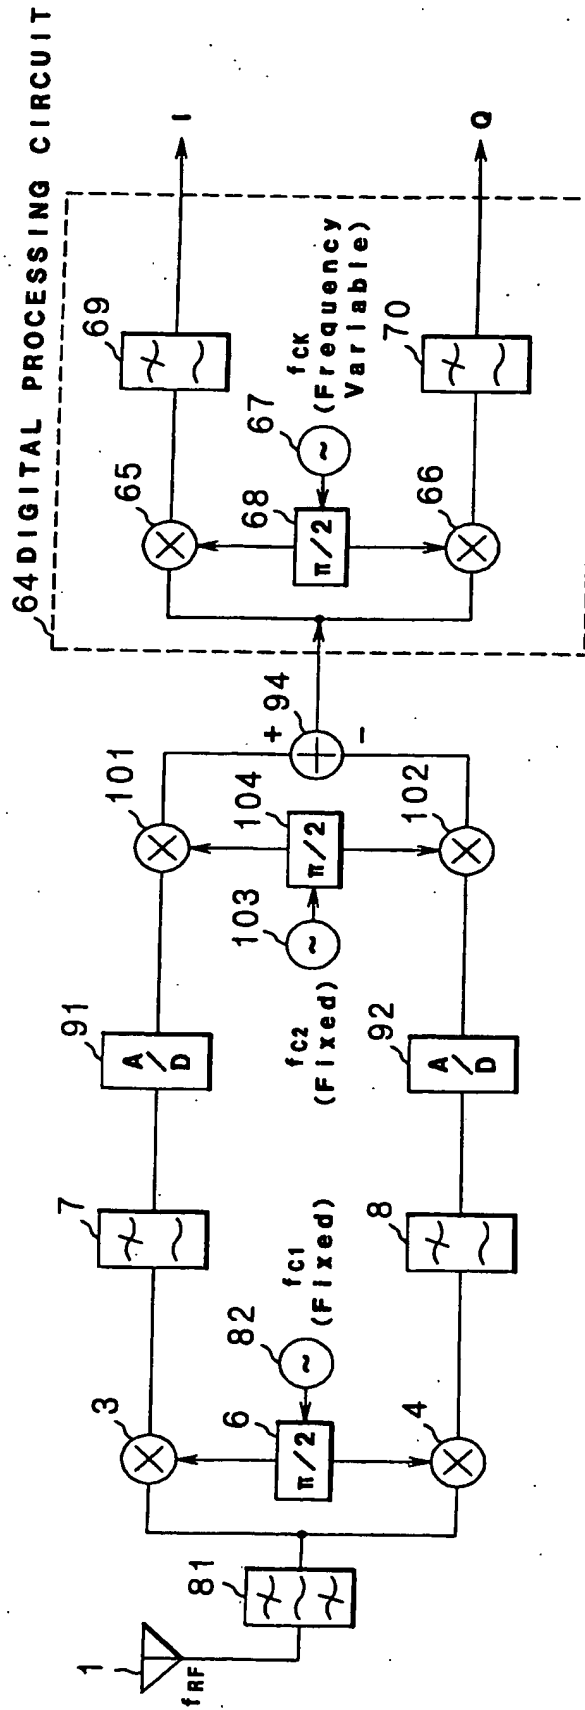 64 DIGITAL PROCESSING CIRCUIT
1
fRF
81
3
6
π/2
4
82
~
fC1
(Fixed)
7
8
91
A/D
92
A/D
fC2
(Fixed)
103
~
104
π/2
101
102
+
94
-
65
68
π/2
66
67
~
fCK
(Frequency
Variable)
69
70
I
Q